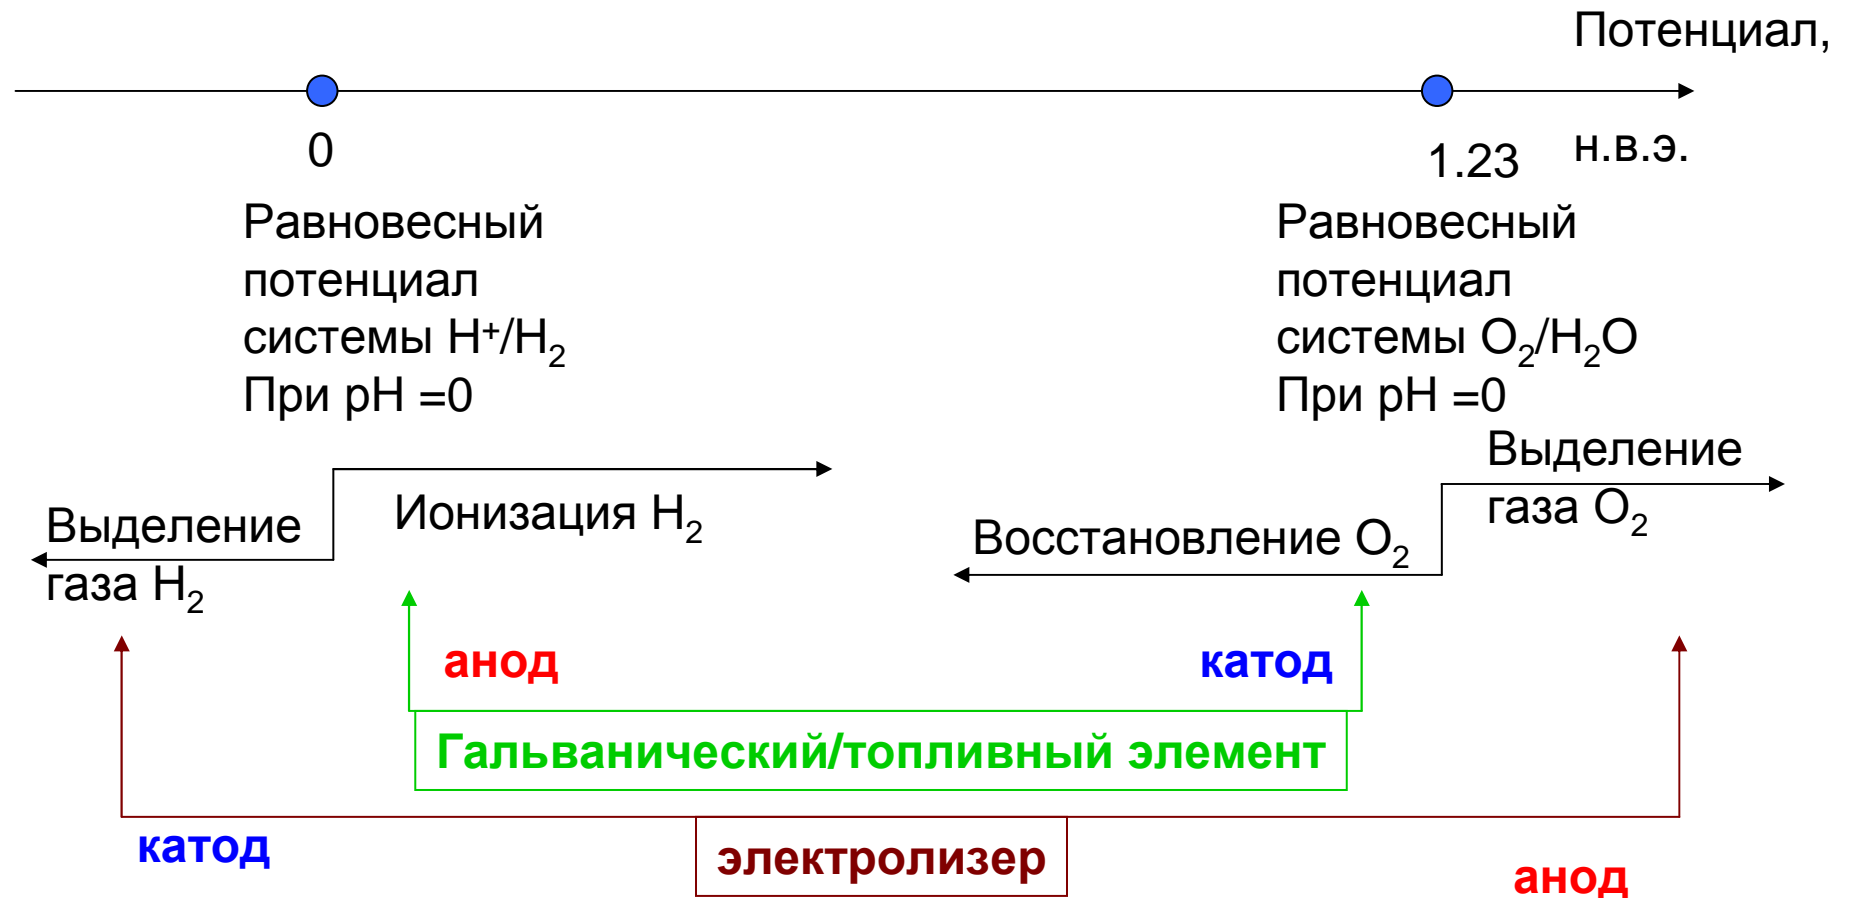 Потенциал,
0
1.23
н.в.э.
Равновесный
потенциал
системы H⁺/H₂
При pH =0
Равновесный
потенциал
системы O₂/H₂O
При pH =0
Выделение
газа H₂
Ионизация H₂
Восстановление O₂
Выделение
газа O₂
анод
катод
Гальванический/топливный элемент
катод
электролизер
анод